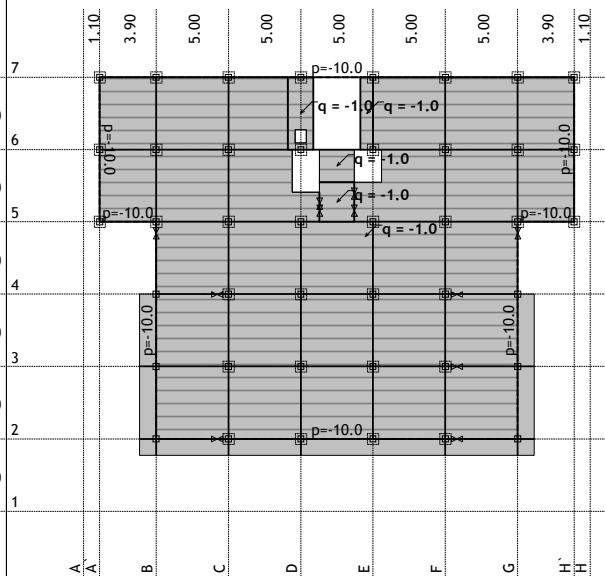 1.10
3.90
5.00
5.00
5.00
5.00
5.00
3.90
1.10
7
p=-10.0
q = -1.0
q = -1.0
p=-10.0
p=-10.0
6
q = -1.0
q = -1.0
p=-10.0
p=-10.0
5
q = -1.0
4
p=-10.0
p=-10.0
3
2
p=-10.0
1
A
A`
B
C
D
E
F
G
H`
H